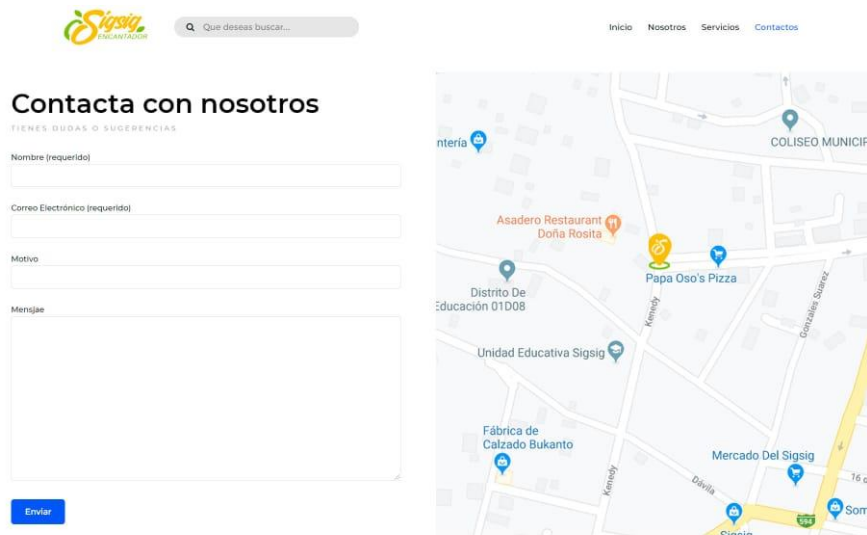 Sigsig
ENCANTADOR
Que deseas buscar...
Inicio Nosotros Servicios Contactos
Contacta con nosotros
TIENES DUDAS O SUGERENCIAS
Nombre (requerido)
Correo Electrónico (requerido)
Motivo
Mensjae
Enviar
ntería
COLISEO MUNICIP
Asadero Restaurant
Doña Rosita
Papa Oso's Pizza
Distrito De
Educación 01D08
Kenedy
Gonzales Suarez
Unidad Educativa Sigsig
Fábrica de
Calzado Bukanto
Mercado Del Sigsig
Kenedy
Dávila
16 d
594
Som
Sigsig